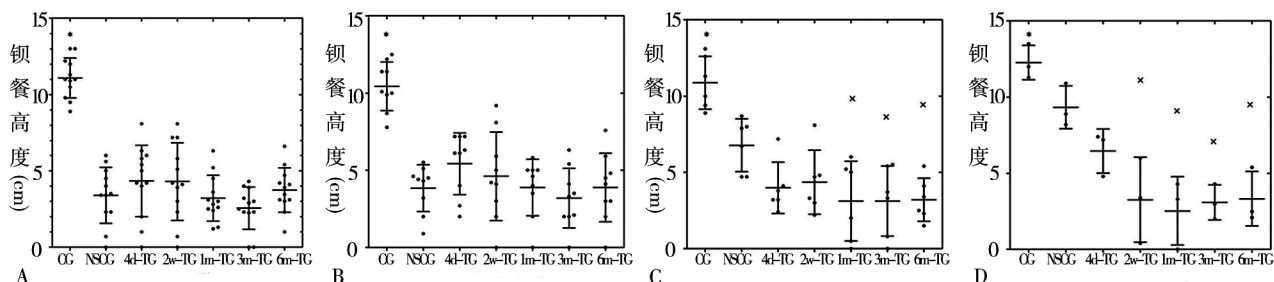 15
10
5
0
钡餐高度(cm)
*
CG NSCG 4d-TG 2w-TG 1m-TG 3m-TG 6m-TG
A
15
10
5
0
钡餐高度(cm)
*
CG NSCG 4d-TG 2w-TG 1m-TG 3m-TG 6m-TG
B
15
10
5
0
钡餐高度(cm)
*
× × ×
CG NSCG 4d-TG 2w-TG 1m-TG 3m-TG 6m-TG
C
15
10
5
0
钡餐高度(cm)
*
× × × ×
CG NSCG 4d-TG 2w-TG 1m-TG 3m-TG 6m-TG
D